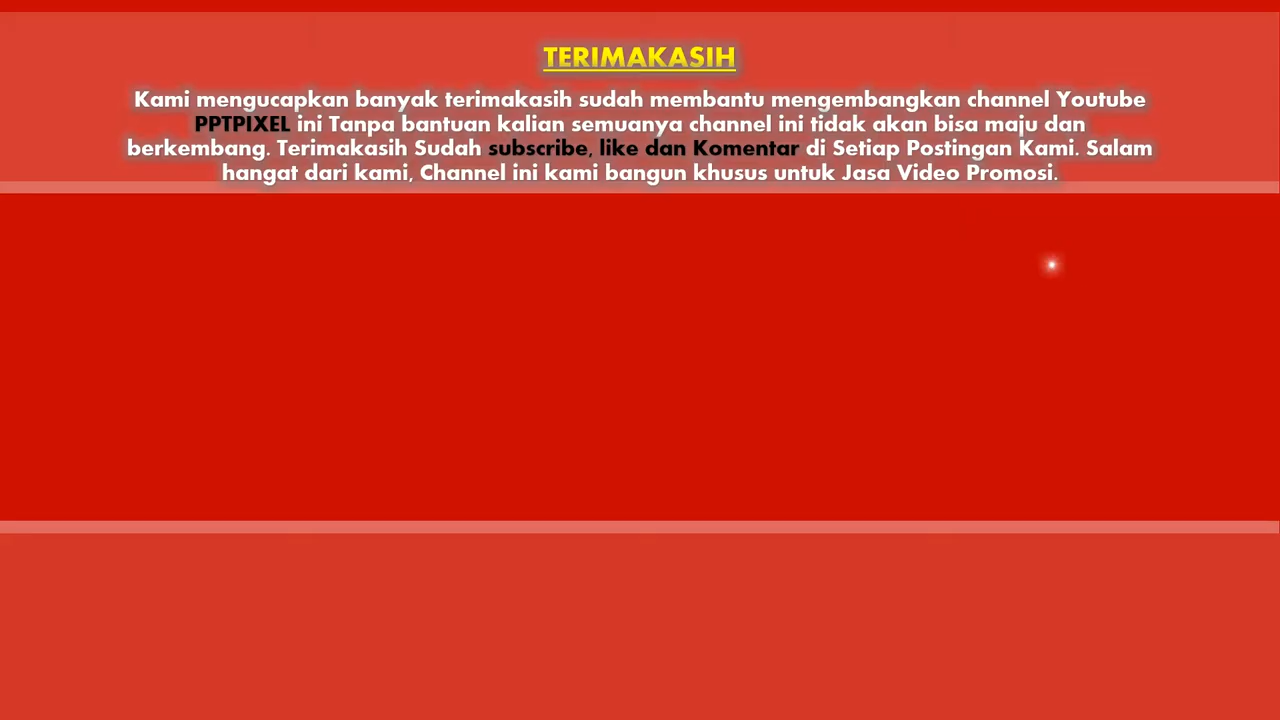 TERIMAKASIH
Kami mengucapkan banyak terimakasih sudah membantu mengembangkan channel Youtube
PPTPIXEL ini Tanpa bantuan kalian semuanya channel ini tidak akan bisa maju dan
berkembang. Terimakasih Sudah subscribe, like dan Komentar di Setiap Postingan Kami. Salam
hangat dari kami, Channel ini kami bangun khusus untuk Jasa Video Promosi.